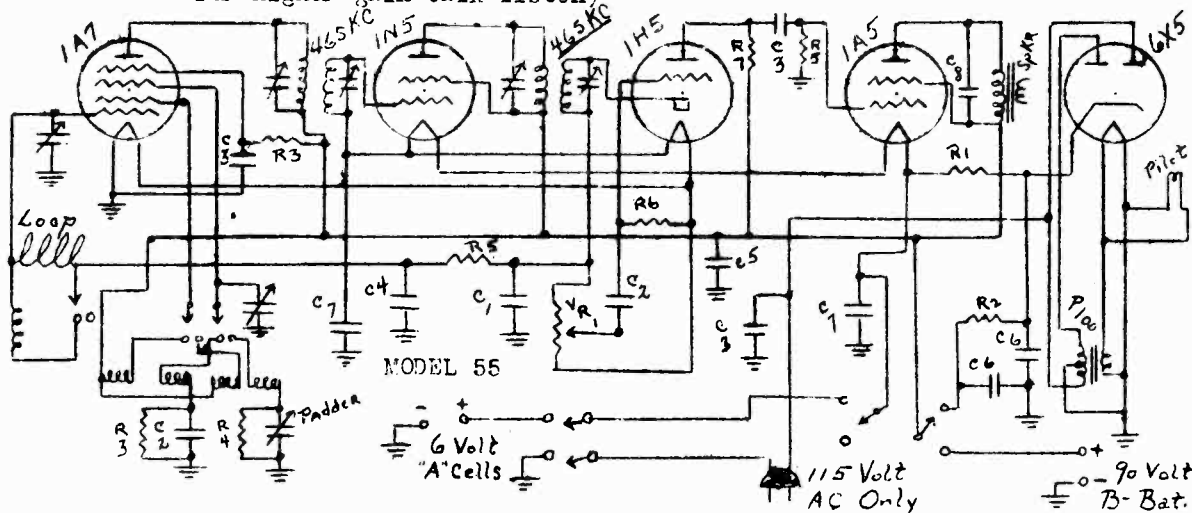 1A7
465KC
1N5
465KC
1H5
R7
C3
1A5
C8
SPKR
6X5
C3
R3
R1
Pilot
Loop
R5
R6
C5
C7
C4
C1
VR1
C2
C3
C7
R2
C6
C6
P100
MODEL 55
Padder
R3
C2
R4
- +
6 Volt
"A" Cells
115 Volt
AC Only
+
- 90 Volt
B- Bat.